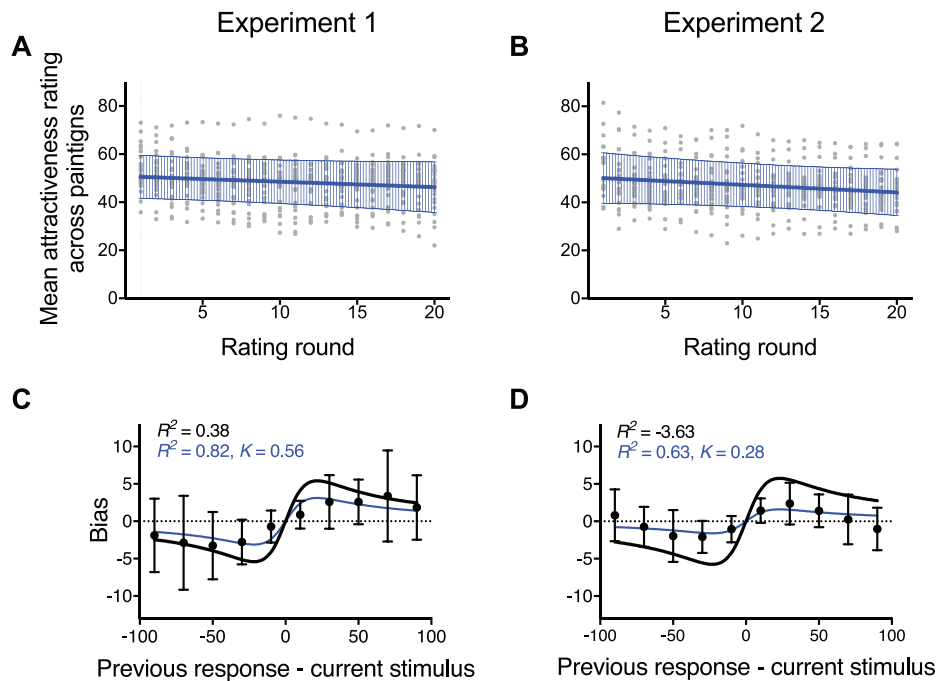 Experiment 1
Experiment 2
A
B
Mean attractiveness rating
across paintigns
80
60
40
20
0
5
10
15
20
Rating round
80
60
40
20
0
5
10
15
20
Rating round
C
D
R² = 0.38
R² = 0.82, K = 0.56
Bias
10
5
0
-5
-10
-100
-50
0
50
100
Previous response - current stimulus
R² = -3.63
R² = 0.63, K = 0.28
10
5
0
-5
-10
-100
-50
0
50
100
Previous response - current stimulus